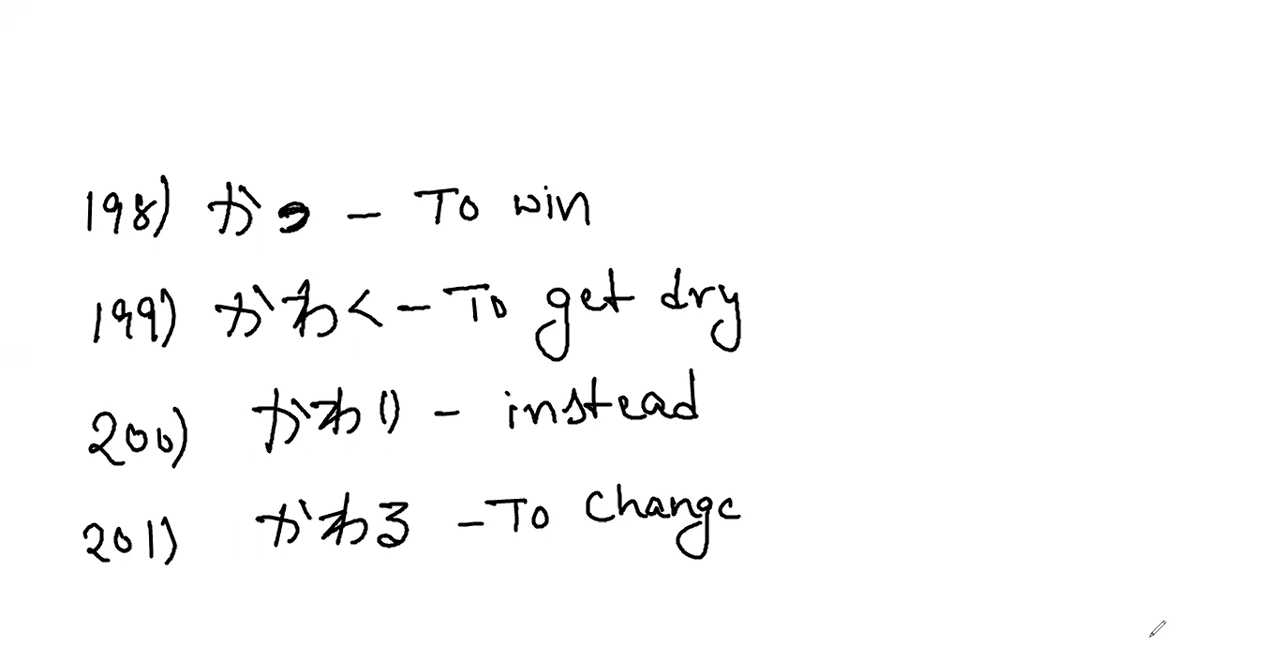 198) かつ - To win
199) かわく - To get dry
200) かわり - instead
201) かわる - To change